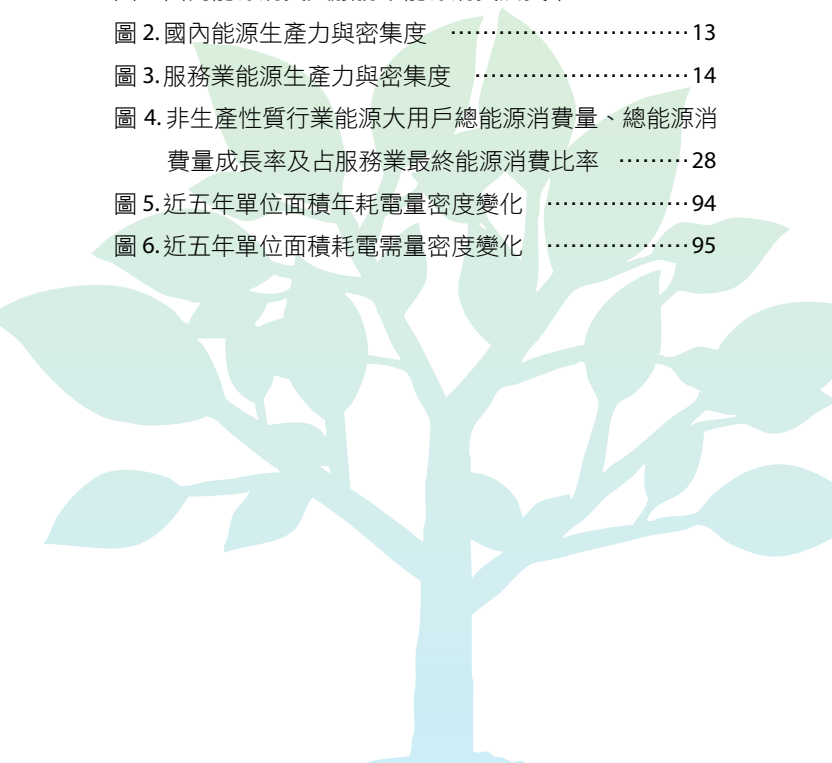 圖 2. 國內能源生產力與密集度 ⋯⋯⋯⋯⋯⋯⋯⋯⋯⋯ 13
圖 3. 服務業能源生產力與密集度 ⋯⋯⋯⋯⋯⋯⋯⋯⋯ 14
圖 4. 非生產性質行業能源大用戶總能源消費量、總能源消
費量成長率及占服務業最終能源消費比率 ⋯⋯⋯ 28
圖 5. 近五年單位面積年耗電量密度變化 ⋯⋯⋯⋯⋯⋯ 94
圖 6. 近五年單位面積耗電需量密度變化 ⋯⋯⋯⋯⋯⋯ 95